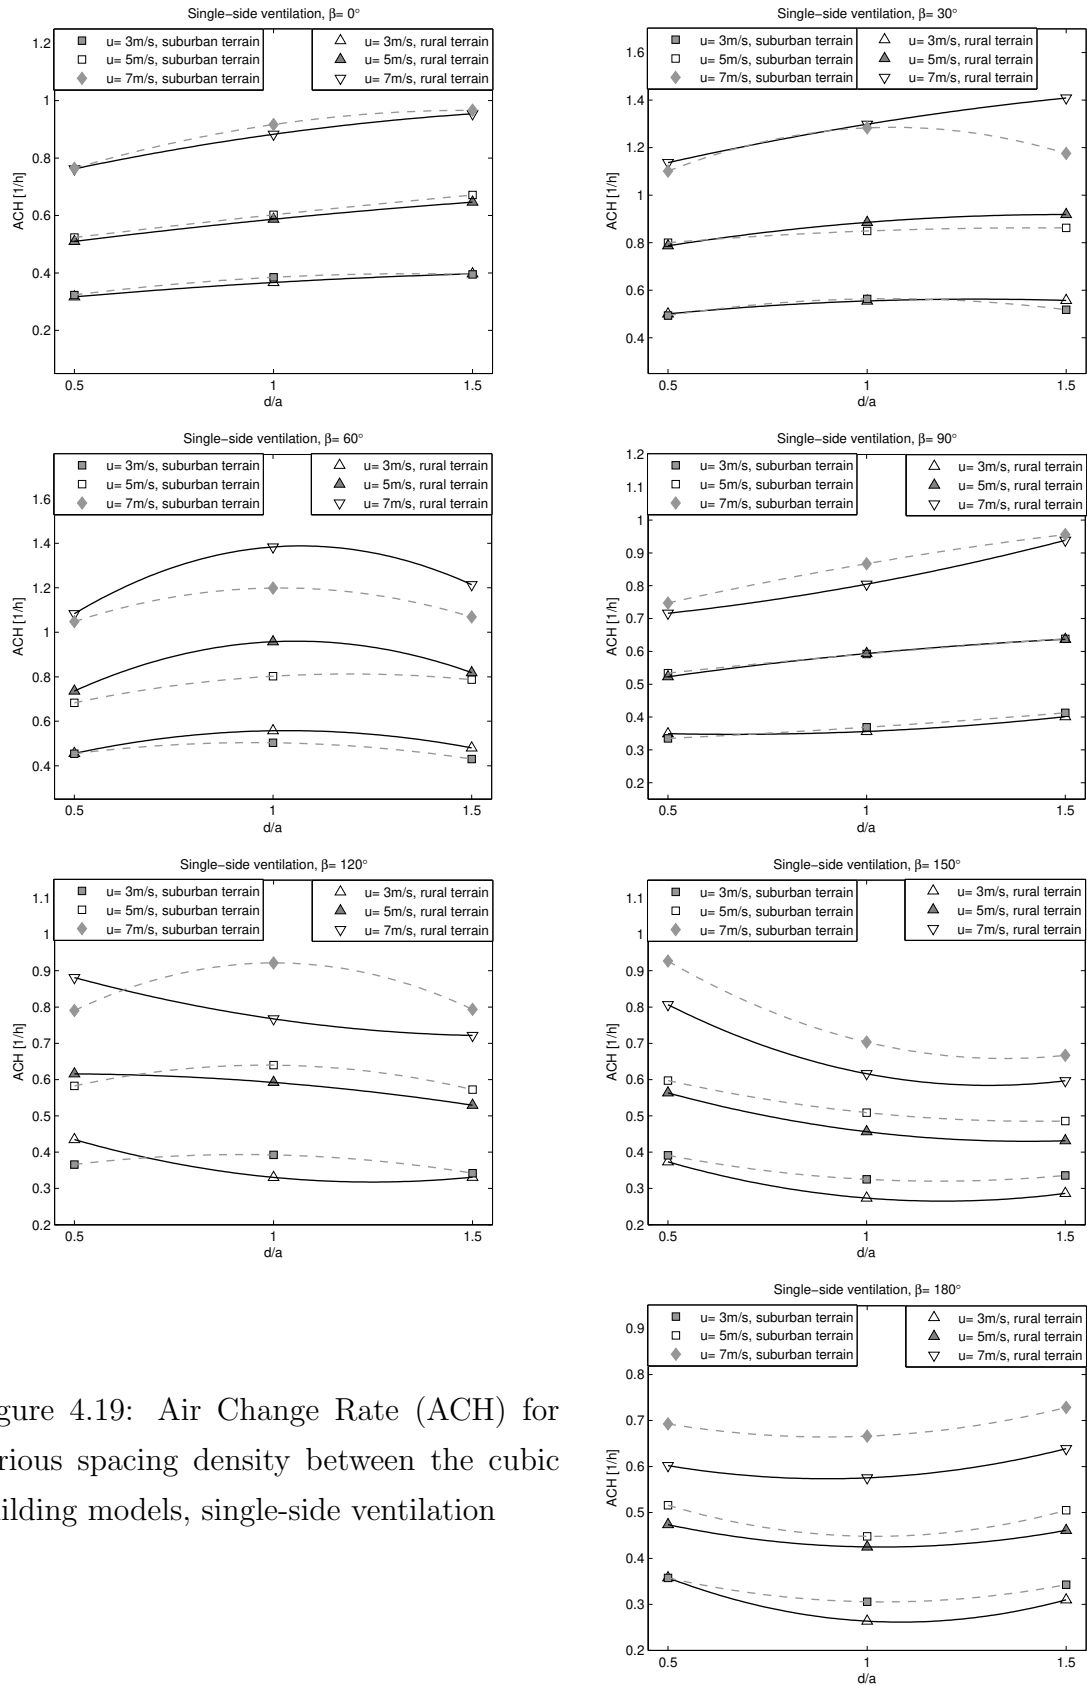 Single−side ventilation, β= 0°
u= 3m/s, suburban terrain
u= 5m/s, suburban terrain
u= 7m/s, suburban terrain
u= 3m/s, rural terrain
u= 5m/s, rural terrain
u= 7m/s, rural terrain
1.2
1
0.8
0.6
0.4
0.2
ACH [1/h]
0.5 1 1.5
d/a
Single−side ventilation, β= 30°
u= 3m/s, suburban terrain
u= 5m/s, suburban terrain
u= 7m/s, suburban terrain
u= 3m/s, rural terrain
u= 5m/s, rural terrain
u= 7m/s, rural terrain
1.6
1.4
1.2
1
0.8
0.6
0.4
ACH [1/h]
0.5 1 1.5
d/a
Single−side ventilation, β= 60°
u= 3m/s, suburban terrain
u= 5m/s, suburban terrain
u= 7m/s, suburban terrain
u= 3m/s, rural terrain
u= 5m/s, rural terrain
u= 7m/s, rural terrain
1.6
1.4
1.2
1
0.8
0.6
0.4
ACH [1/h]
0.5 1 1.5
d/a
Single−side ventilation, β= 90°
u= 3m/s, suburban terrain
u= 5m/s, suburban terrain
u= 7m/s, suburban terrain
u= 3m/s, rural terrain
u= 5m/s, rural terrain
u= 7m/s, rural terrain
1.2
1.1
1
0.9
0.8
0.7
0.6
0.5
0.4
0.3
0.2
ACH [1/h]
0.5 1 1.5
d/a
Single−side ventilation, β= 120°
u= 3m/s, suburban terrain
u= 5m/s, suburban terrain
u= 7m/s, suburban terrain
u= 3m/s, rural terrain
u= 5m/s, rural terrain
u= 7m/s, rural terrain
1.1
1
0.9
0.8
0.7
0.6
0.5
0.4
0.3
0.2
ACH [1/h]
0.5 1 1.5
d/a
Single−side ventilation, β= 150°
u= 3m/s, suburban terrain
u= 5m/s, suburban terrain
u= 7m/s, suburban terrain
u= 3m/s, rural terrain
u= 5m/s, rural terrain
u= 7m/s, rural terrain
1.1
1
0.9
0.8
0.7
0.6
0.5
0.4
0.3
0.2
ACH [1/h]
0.5 1 1.5
d/a
Single−side ventilation, β= 180°
u= 3m/s, suburban terrain
u= 5m/s, suburban terrain
u= 7m/s, suburban terrain
u= 3m/s, rural terrain
u= 5m/s, rural terrain
u= 7m/s, rural terrain
0.9
0.8
0.7
0.6
0.5
0.4
0.3
0.2
ACH [1/h]
0.5 1 1.5
d/a
gure 4.19: Air Change Rate (ACH) for
rious spacing density between the cubic
ilding models, single-side ventilation